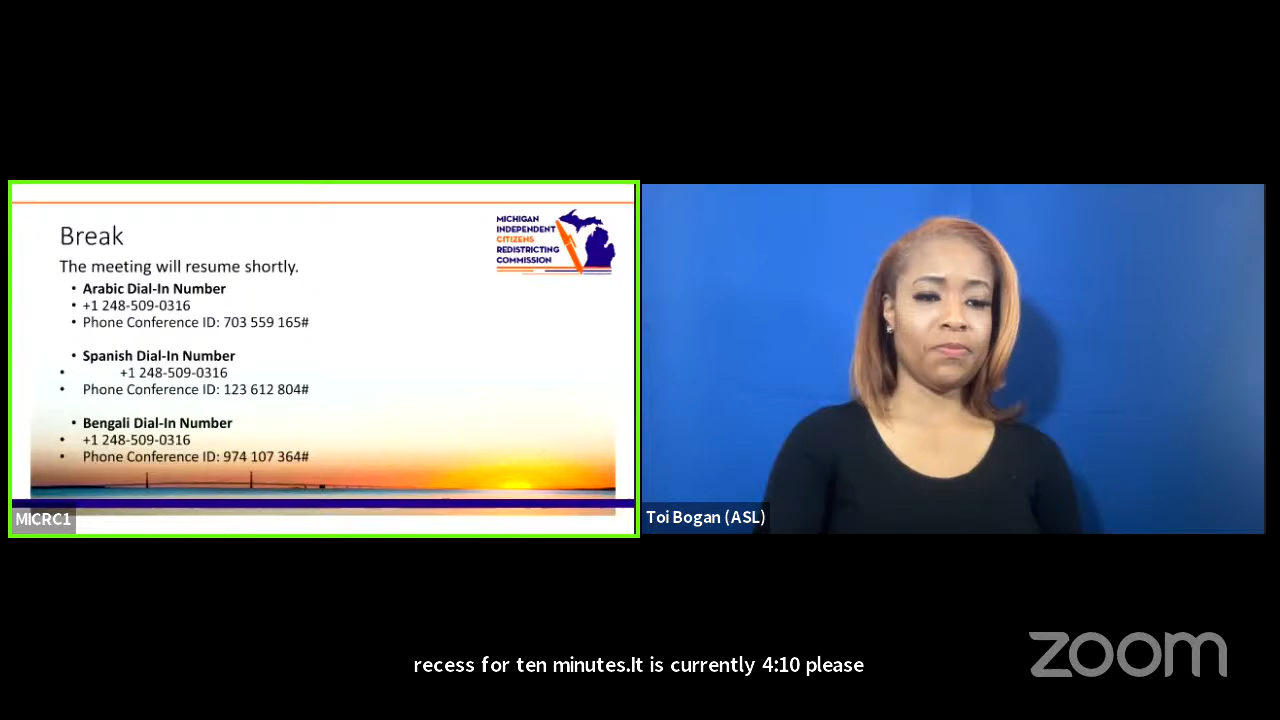 Break
The meeting will resume shortly.
• Arabic Dial-In Number
• +1 248-509-0316
• Phone Conference ID: 703 559 165#
• Spanish Dial-In Number
• +1 248-509-0316
• Phone Conference ID: 123 612 804#
• Bengali Dial-In Number
• +1 248-509-0316
• Phone Conference ID: 974 107 364#
MICHIGAN
INDEPENDENT
CITIZENS
REDISTRICTING
COMMISSION
MICRC1
Toi Bogan (ASL)
recess for ten minutes.It is currently 4:10 please
zoom